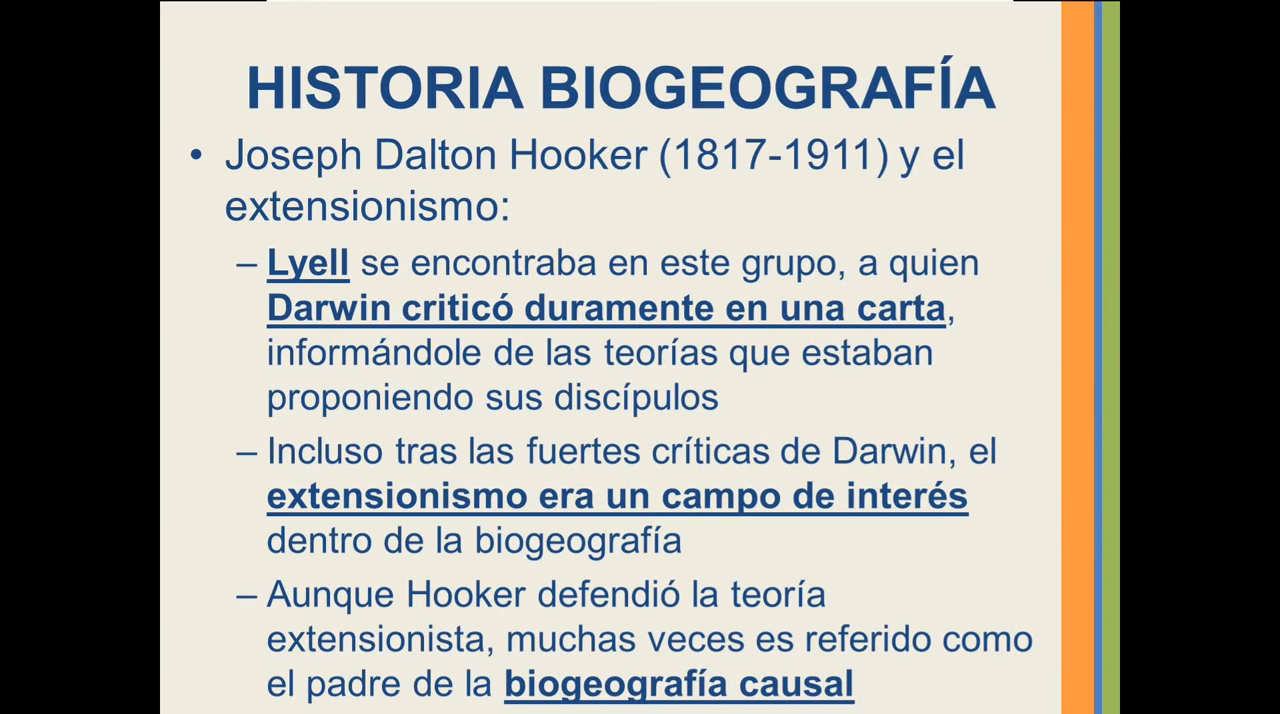 HISTORIA BIOGEOGRAFÍA
• Joseph Dalton Hooker (1817-1911) y el
extensionismo:
– Lyell se encontraba en este grupo, a quien
Darwin criticó duramente en una carta,
informándole de las teorías que estaban
proponiendo sus discípulos
– Incluso tras las fuertes críticas de Darwin, el
extensionismo era un campo de interés
dentro de la biogeografía
– Aunque Hooker defendió la teoría
extensionista, muchas veces es referido como
el padre de la biogeografía causal